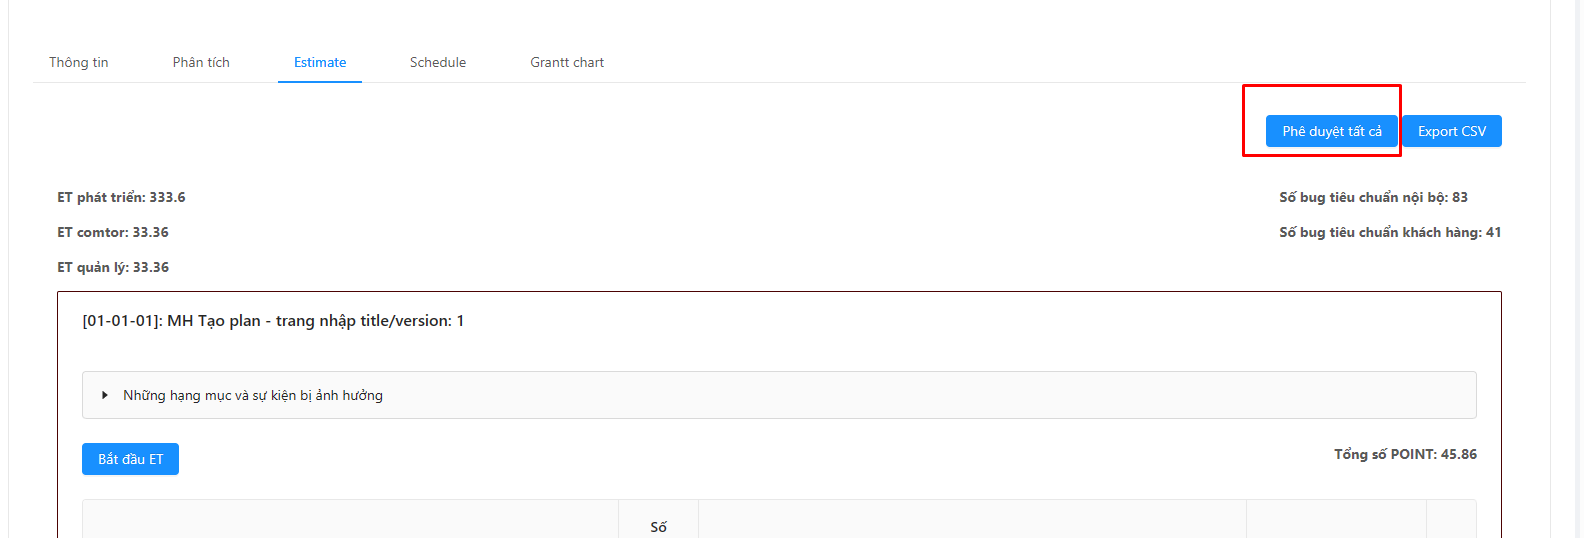 Thông tin
Phân tích
Estimate
Schedule
Grantt chart
Phê duyệt tất cả
Export CSV
ET phát triển: 333.6
Số bug tiêu chuẩn nội bộ: 83
ET comtor: 33.36
Số bug tiêu chuẩn khách hàng: 41
ET quản lý: 33.36
[01-01-01]: MH Tạo plan - trang nhập title/version: 1
Những hạng mục và sự kiện bị ảnh hưởng
Bắt đầu ET
Tổng số POINT: 45.86
Số